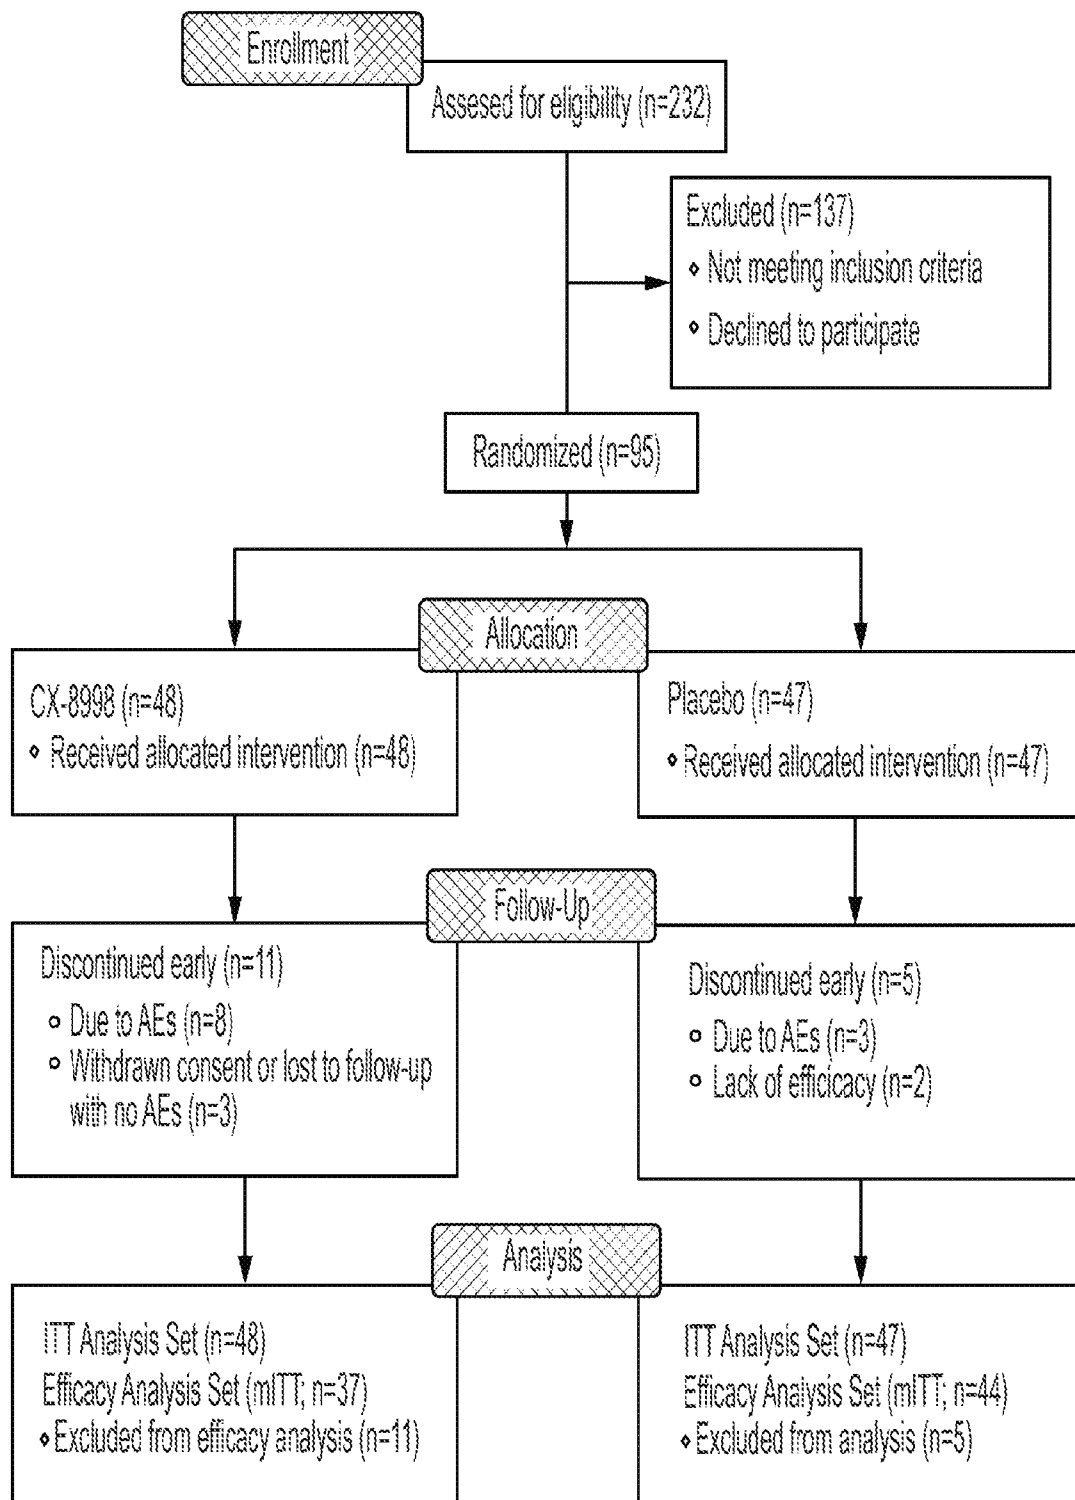 Enrollment
Assesed for eligibility (n=232)
Excluded (n=137)
⬨ Not meeting inclusion criteria
⬨ Declined to participate
Randomized (n=95)
Allocation
CX-8998 (n=48)
⬨ Received allocated intervention (n=48)
Placebo (n=47)
⬨ Received allocated intervention (n=47)
Follow-Up
Discontinued early (n=11)
○ Due to AEs (n=8)
○ Withdrawn consent or lost to follow-up
with no AEs (n=3)
Discontinued early (n=5)
○ Due to AEs (n=3)
○ Lack of efficicacy (n=2)
Analysis
ITT Analysis Set (n=48)
Efficacy Analysis Set (mITT; n=37)
⬨ Excluded from efficacy analysis (n=11)
ITT Analysis Set (n=47)
Efficacy Analysis Set (mITT; n=44)
⬨ Excluded from analysis (n=5)